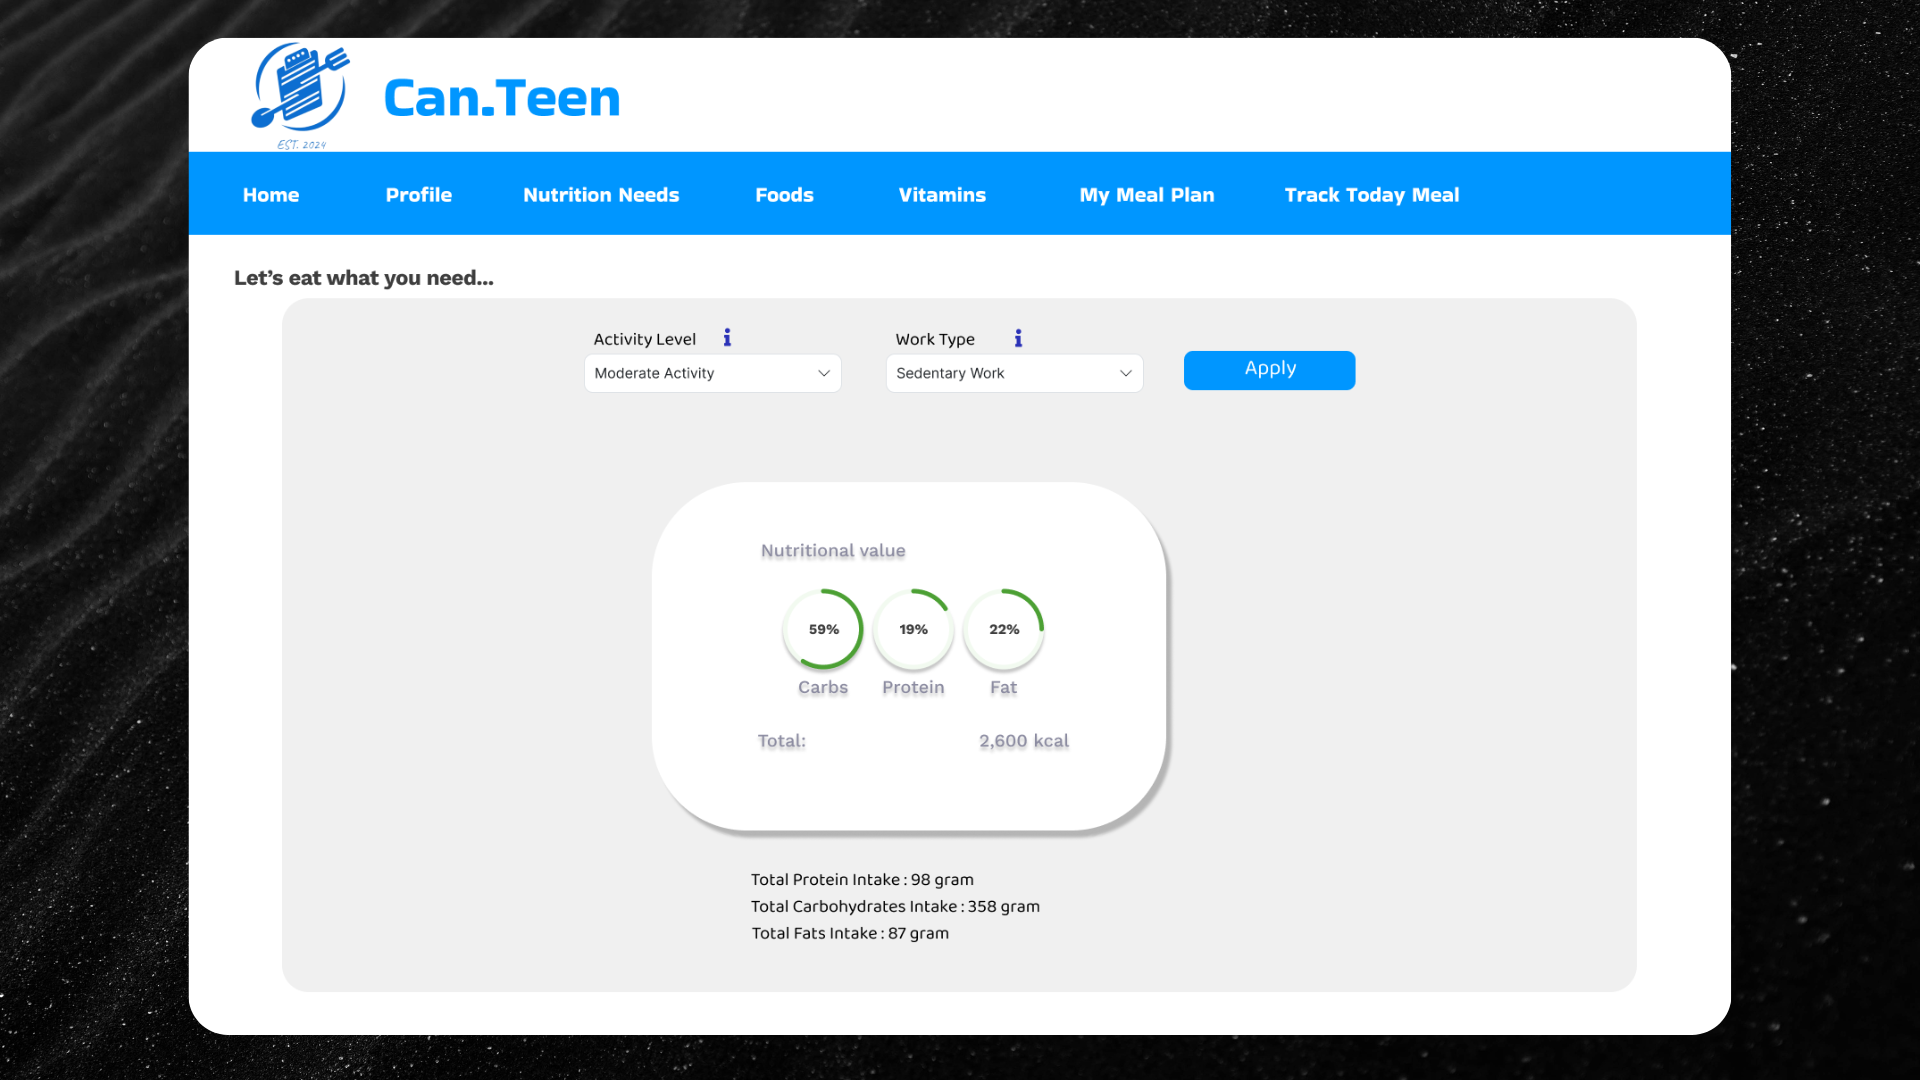 EST. 2024
Can.Teen
Home Profile Nutrition Needs Foods Vitamins My Meal Plan Track Today Meal
Let’s eat what you need...
Activity Level i Work Type i
Moderate Activity Sedentary Work Apply
Nutritional value
59% 19% 22%
Carbs Protein Fat
Total: 2,600 kcal
Total Protein Intake : 98 gram
Total Carbohydrates Intake : 358 gram
Total Fats Intake : 87 gram